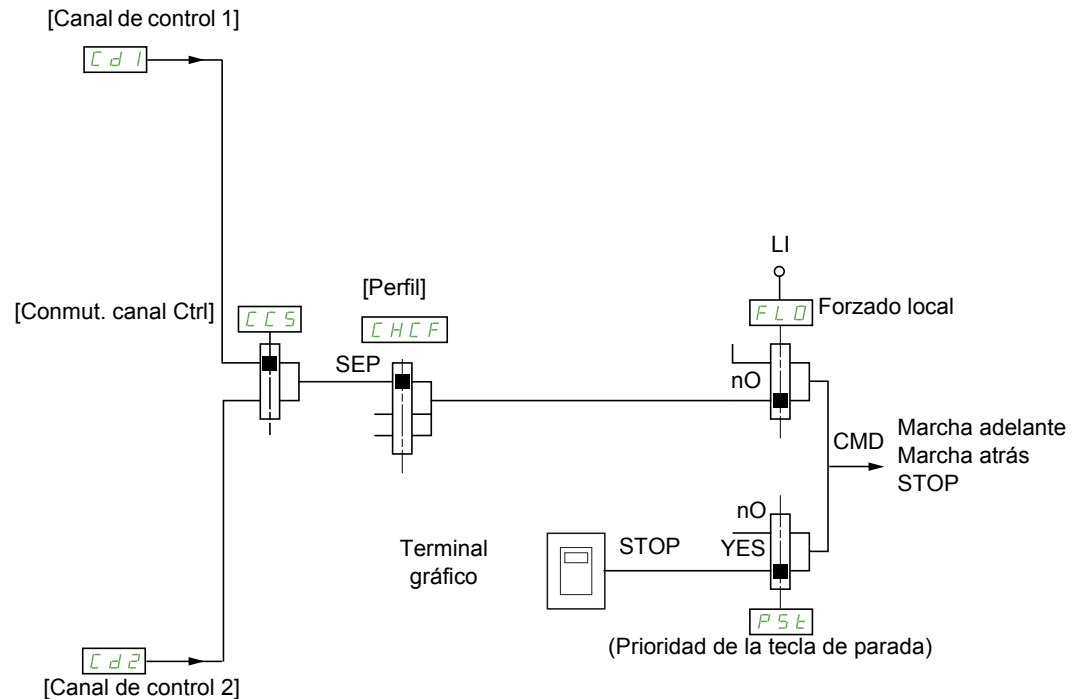 [Canal de control 1]
Cd1
LI
[Perfil]
[Conmut. canal Ctrl]
CCS
FLO
Forzado local
CHCF
SEP
nO
CMD
Marcha adelante
Marcha atrás
STOP
nO
Terminal
gráfico
STOP
YES
PSt
(Prioridad de la tecla de parada)
Cd2
[Canal de control 2]